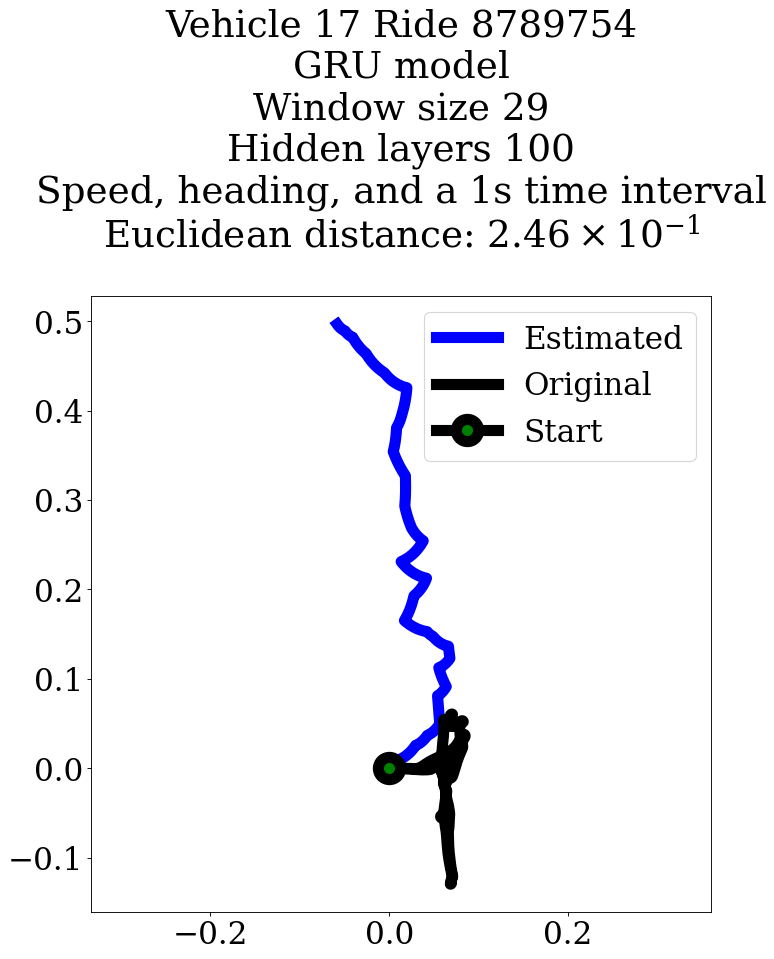 Vehicle 17 Ride 8789754
GRU model
Window size 29
Hidden layers 100
Speed, heading, and a 1s time interval
Euclidean distance: 2.46 × 10⁻¹
Estimated
Original
Start
0.5
0.4
0.3
0.2
0.1
0.0
−0.1
−0.2
0.0
0.2